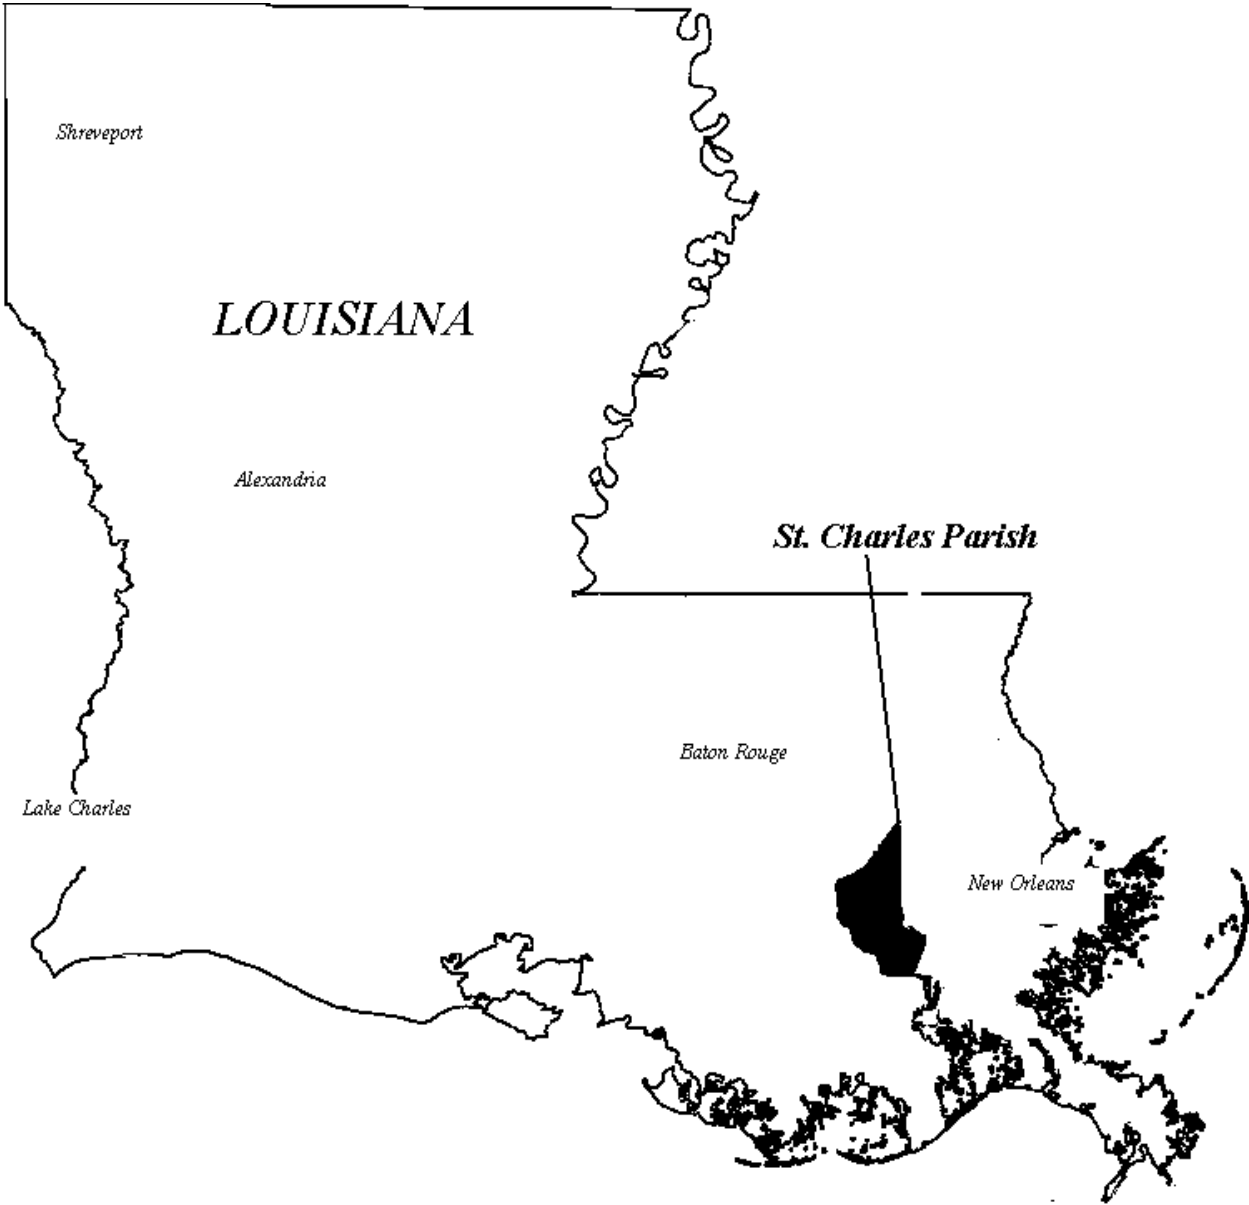 Shreveport
LOUISIANA
Alexandria
St. Charles Parish
Baton Rouge
Lake Charles
New Orleans